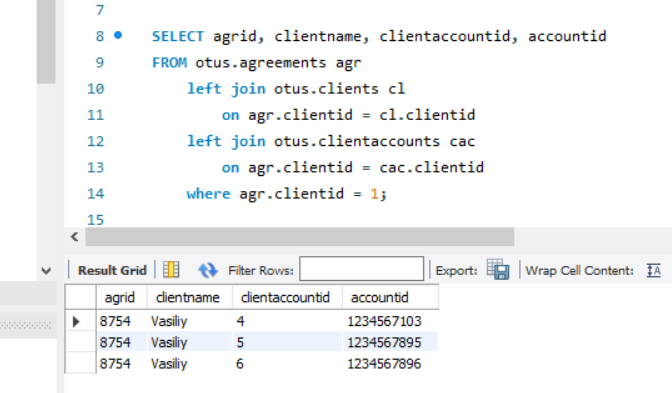 7
8 SELECT agrid, clientname, clientaccountid, accountid
9 FROM otus.agreements agr
10 left join otus.clients cl
11 on agr.clientid = cl.clientid
12 left join otus.clientaccounts cac
13 on agr.clientid = cac.clientid
14 where agr.clientid = 1;
15
Result Grid Filter Rows: Export: Wrap Cell Content: IA
agrid clientname clientaccountid accountid
8754 Vasiliy 4 1234567103
8754 Vasiliy 5 1234567895
8754 Vasiliy 6 1234567896